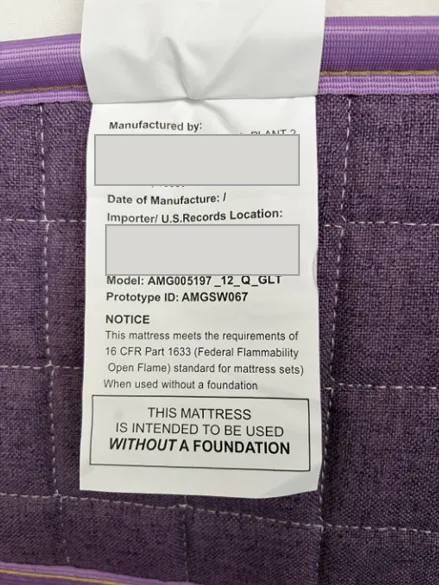 Manufactured by:
PLANT 2
Date of Manufacture: /
Importer/ U.S.Records Location:
Model: AMG005197 _12_Q_GLT
Prototype ID: AMGSW067
NOTICE
This mattress meets the requirements of
16 CFR Part 1633 (Federal Flammability
Open Flame) standard for mattress sets)
When used without a foundation
THIS MATTRESS
IS INTENDED TO BE USED
WITHOUT A FOUNDATION